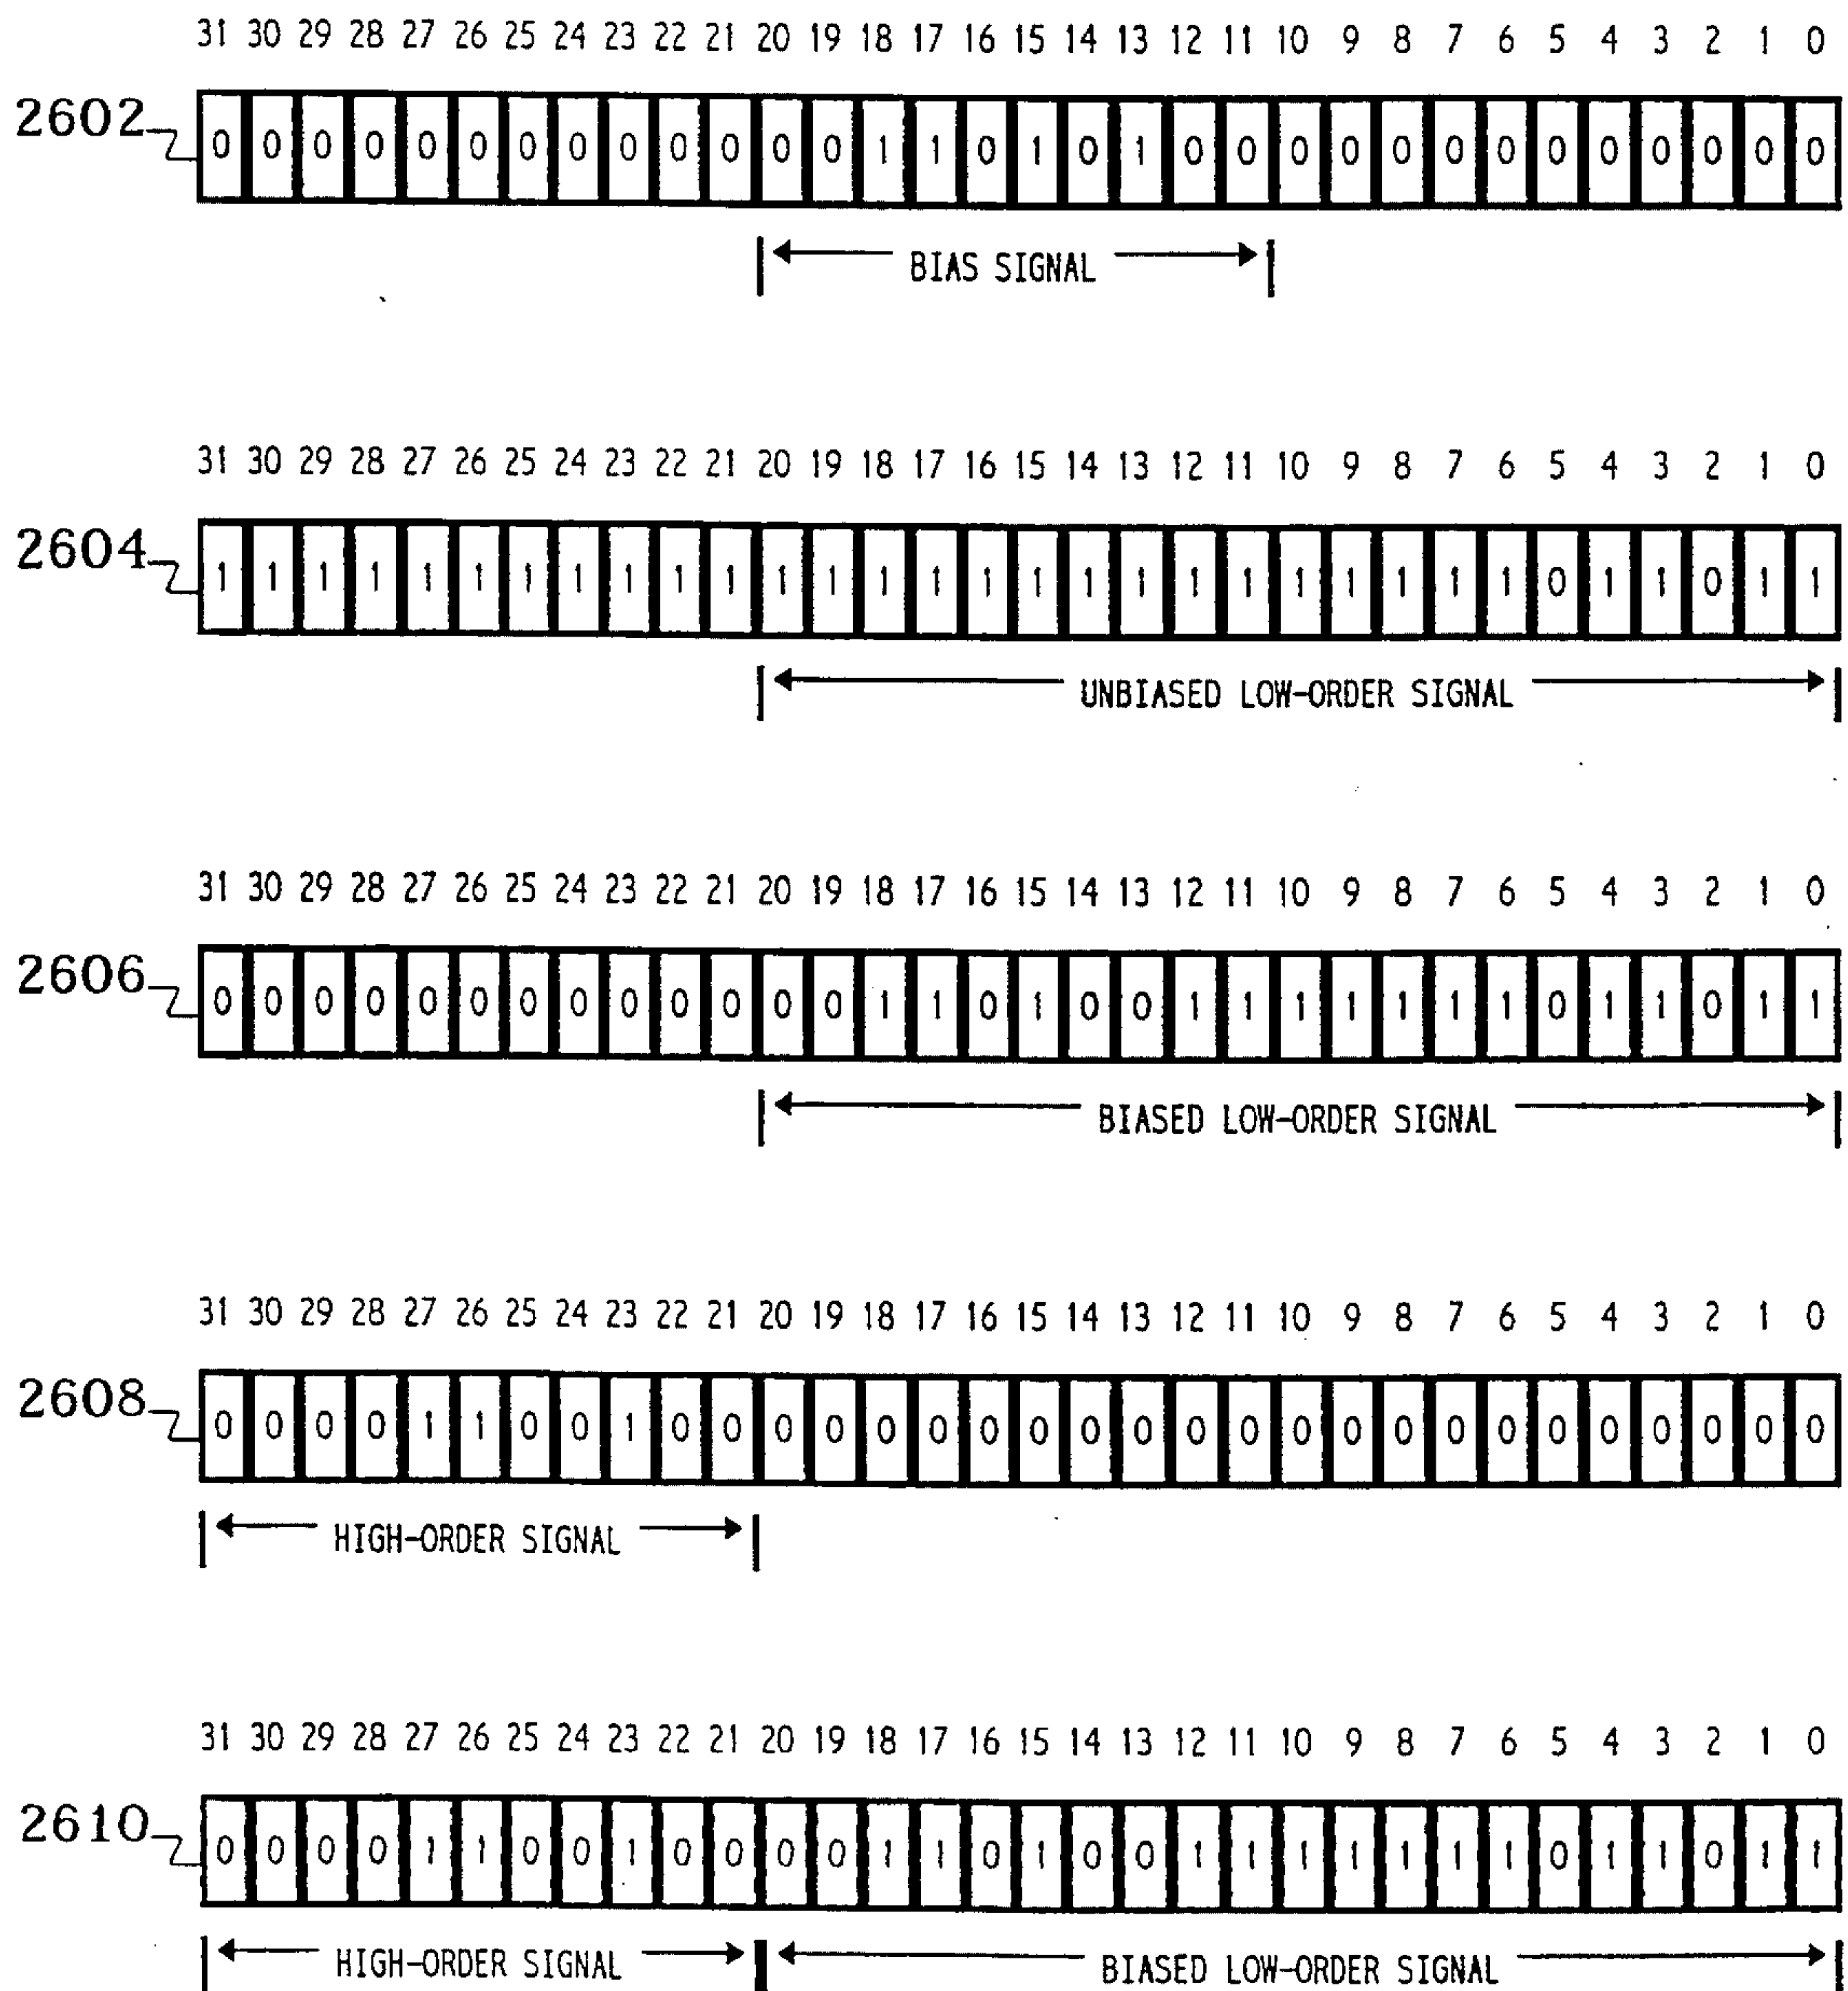 31 30 29 28 27 26 25 24 23 22 21 20 19 18 17 16 15 14 13 12 11 10 9 8 7 6 5 4 3 2 1 0
2602 0 0 0 0 0 0 0 0 0 0 0 0 0 1 1 0 1 0 1 0 0 0 0 0 0 0 0 0 0 0 0 0
BIAS SIGNAL
31 30 29 28 27 26 25 24 23 22 21 20 19 18 17 16 15 14 13 12 11 10 9 8 7 6 5 4 3 2 1 0
2604 1 1 1 1 1 1 1 1 1 1 1 1 1 1 1 1 1 1 1 1 1 1 1 1 1 1 0 1 1 0 1 1
UNBIASED LOW-ORDER SIGNAL
31 30 29 28 27 26 25 24 23 22 21 20 19 18 17 16 15 14 13 12 11 10 9 8 7 6 5 4 3 2 1 0
2606 0 0 0 0 0 0 0 0 0 0 0 0 0 1 1 0 1 0 0 1 1 1 1 1 1 1 0 1 1 0 1 1
BIASED LOW-ORDER SIGNAL
31 30 29 28 27 26 25 24 23 22 21 20 19 18 17 16 15 14 13 12 11 10 9 8 7 6 5 4 3 2 1 0
2608 0 0 0 0 1 1 0 0 1 0 0 0 0 0 0 0 0 0 0 0 0 0 0 0 0 0 0 0 0 0 0 0
HIGH-ORDER SIGNAL
31 30 29 28 27 26 25 24 23 22 21 20 19 18 17 16 15 14 13 12 11 10 9 8 7 6 5 4 3 2 1 0
2610 0 0 0 0 1 1 0 0 1 0 0 0 0 1 1 0 1 0 0 1 1 1 1 1 1 1 0 1 1 0 1 1
HIGH-ORDER SIGNAL BIASED LOW-ORDER SIGNAL